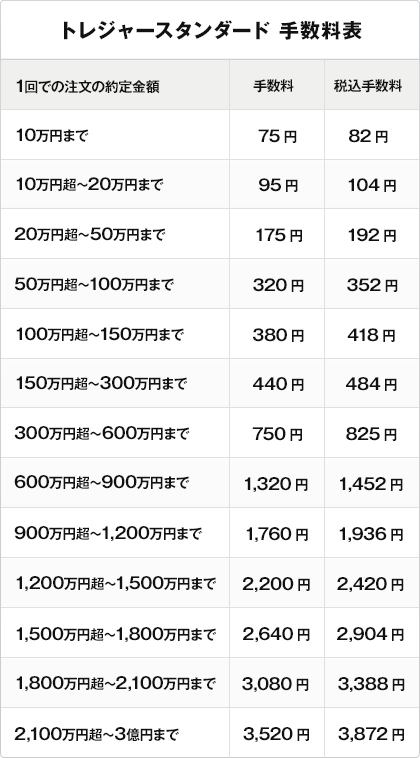 トレジャースタンダード 手数料表
1回での注文の約定金額 手数料 税込手数料
10万円まで 75円 82円
10万円超〜20万円まで 95円 104円
20万円超〜50万円まで 175円 192円
50万円超〜100万円まで 320円 352円
100万円超〜150万円まで 380円 418円
150万円超〜300万円まで 440円 484円
300万円超〜600万円まで 750円 825円
600万円超〜900万円まで 1,320円 1,452円
900万円超〜1,200万円まで 1,760円 1,936円
1,200万円超〜1,500万円まで 2,200円 2,420円
1,500万円超〜1,800万円まで 2,640円 2,904円
1,800万円超〜2,100万円まで 3,080円 3,388円
2,100万円超〜3億円まで 3,520円 3,872円